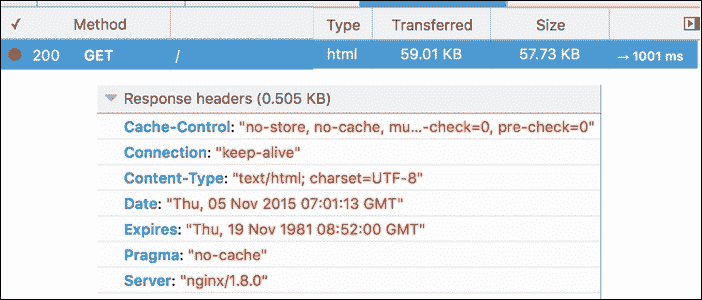 ✓ Method Type Transferred Size
200 GET / html 59.01 KB 57.73 KB → 1001 ms
Response headers (0.505 KB)
Cache-Control: "no-store, no-cache, mu...-check=0, pre-check=0"
Connection: "keep-alive"
Content-Type: "text/html; charset=UTF-8"
Date: "Thu, 05 Nov 2015 07:01:13 GMT"
Expires: "Thu, 19 Nov 1981 08:52:00 GMT"
Pragma: "no-cache"
Server: "nginx/1.8.0"